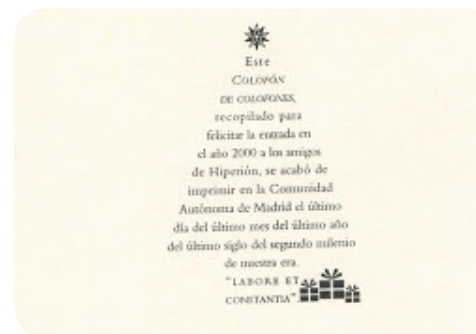 Este
COLOFÓN
DE COLOFONES,
recopilado para
felicitar la entrada en
el año 2000 a los amigos
de Hiperión, se acabó de
imprimir en la Comunidad
Autónoma de Madrid el último
día del último mes del último año
del último siglo del segundo milenio
de nuestra era.
"LABORE ET
CONSTANTIA".